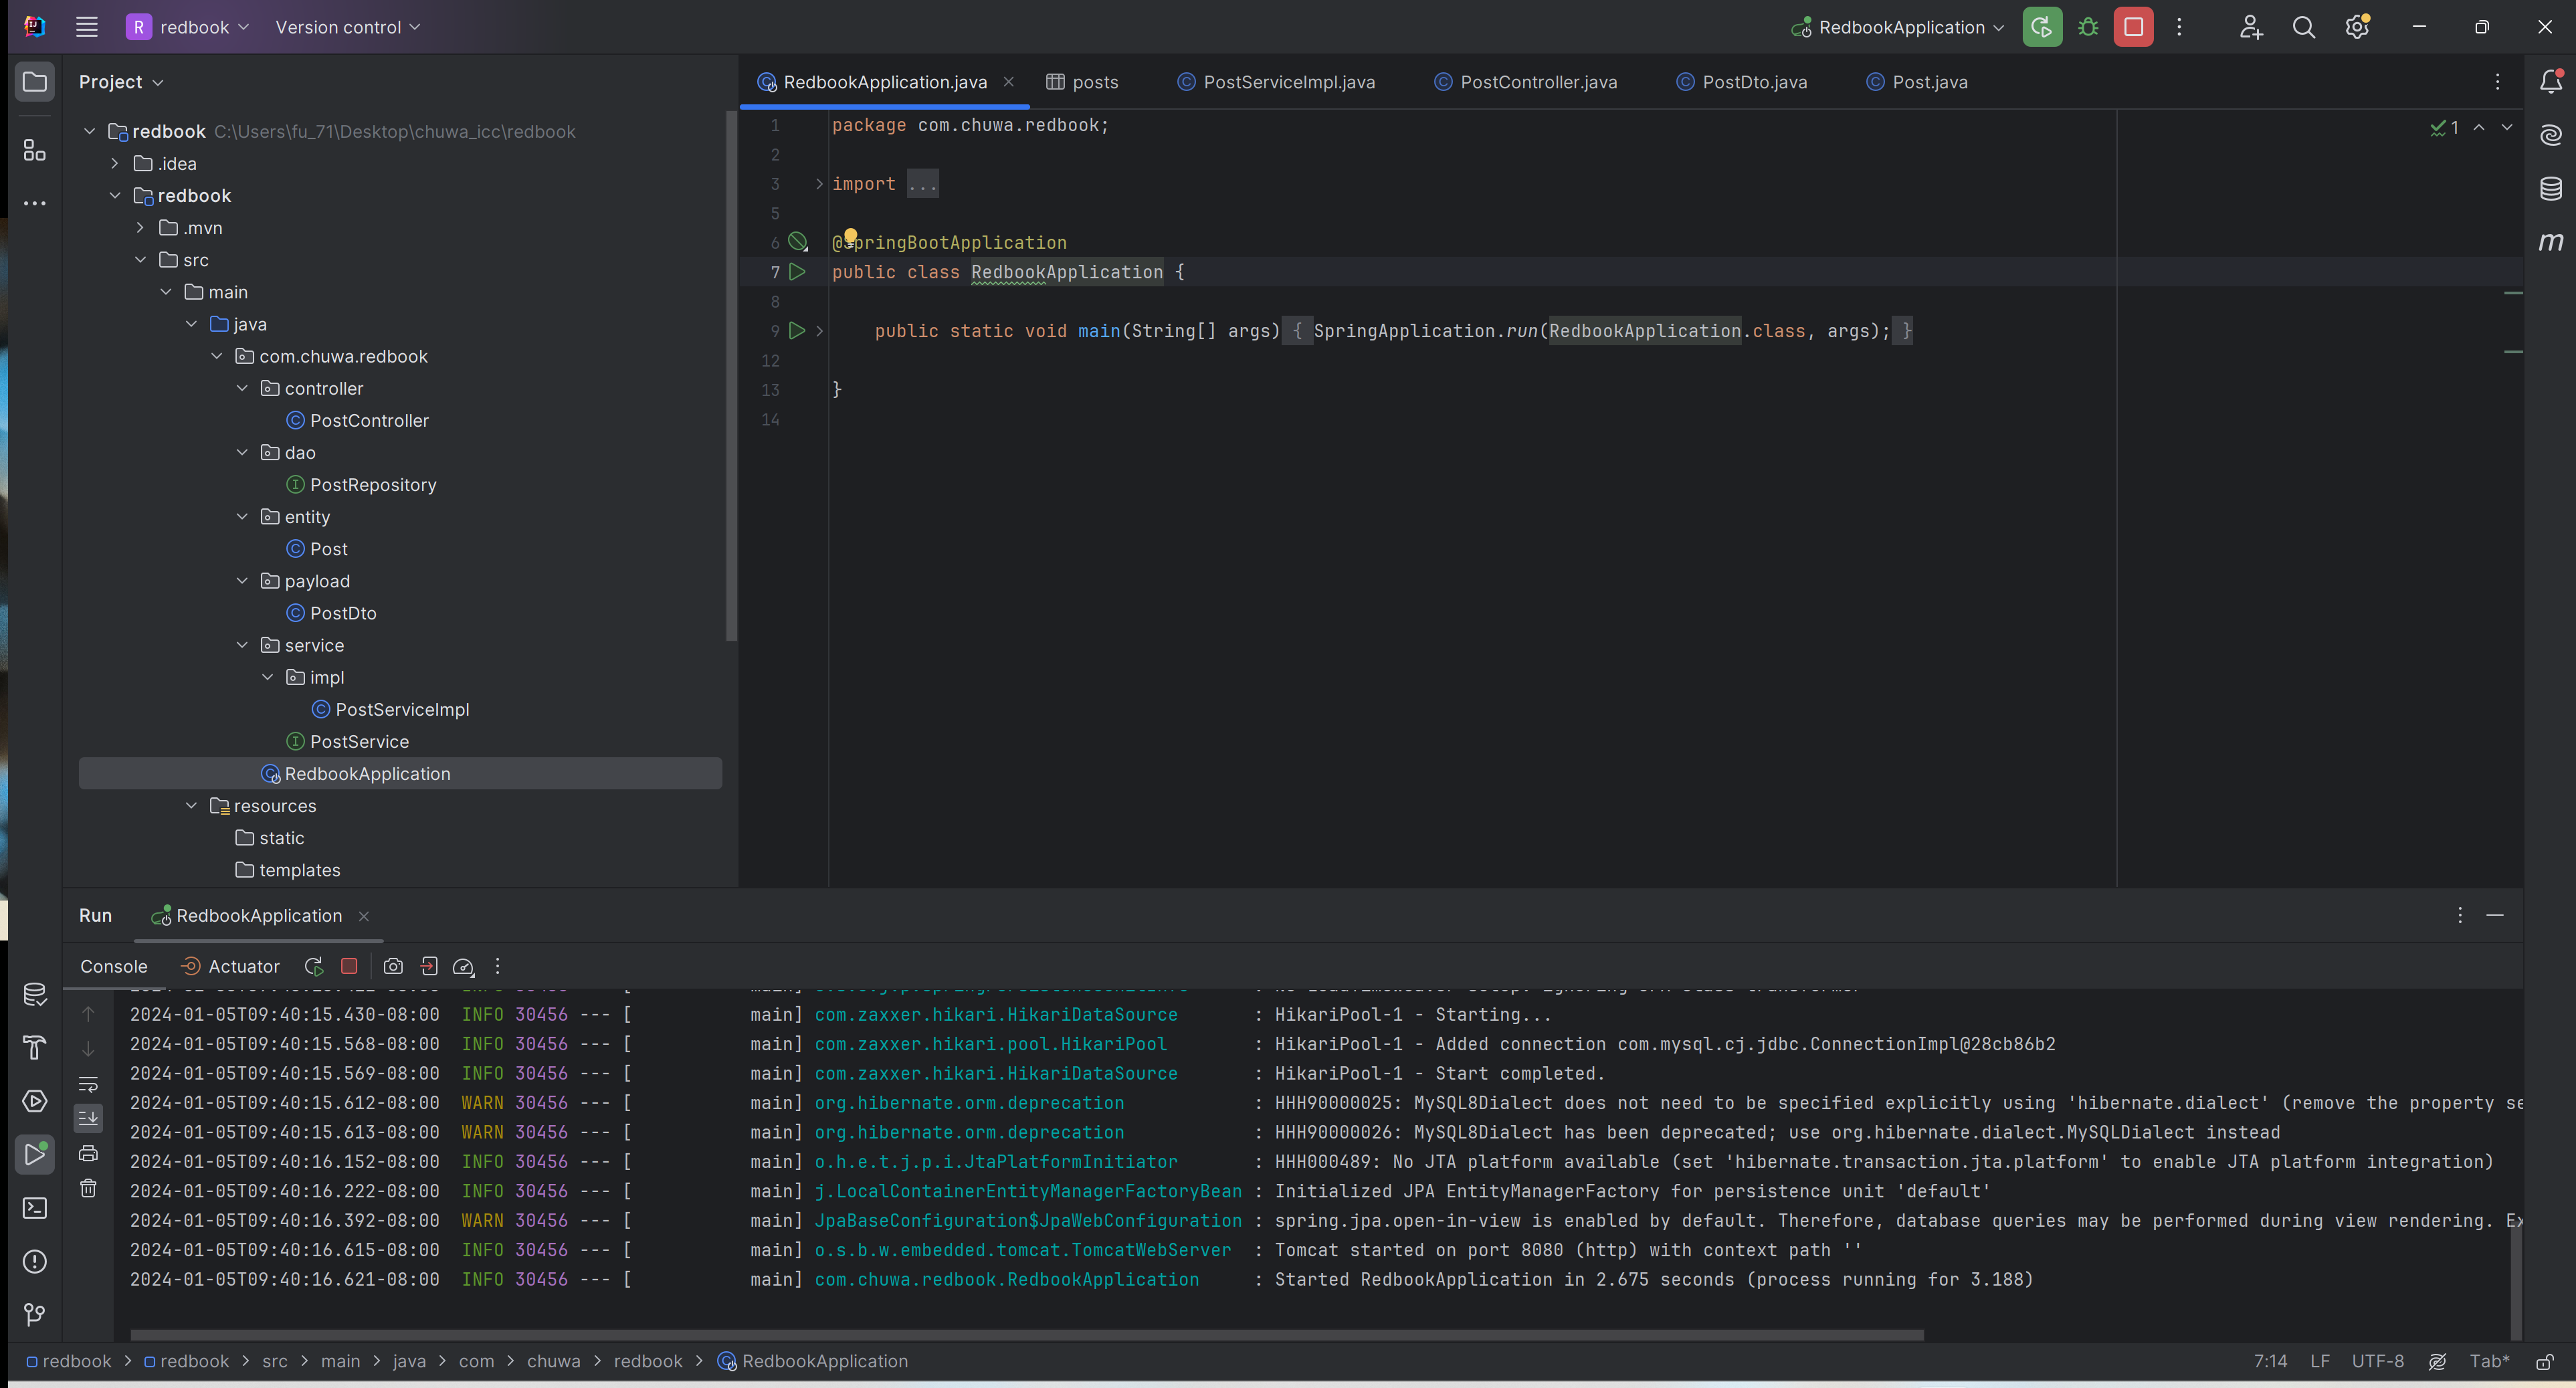 R redbook Version control RedbookApplication
Project
RedbookApplication.java posts PostServiceImpl.java PostController.java PostDto.java Post.java
redbook C:\Users\fu_71\Desktop\chuwa_icc\redbook
.idea
redbook
.mvn
src
main
java
com.chuwa.redbook
controller
PostController
dao
PostRepository
entity
Post
payload
PostDto
service
impl
PostServiceImpl
PostService
RedbookApplication
resources
static
templates
1 package com.chuwa.redbook;
2
3 import ...
5
6 @SpringBootApplication
7 public class RedbookApplication {
8
9 public static void main(String[] args) { SpringApplication.run(RedbookApplication.class, args); }
12
13 }
14
1
m
Run RedbookApplication
Console Actuator
2024-01-05T09:40:15.430-08:00 INFO 30456 --- [ main] com.zaxxer.hikari.HikariDataSource : HikariPool-1 - Starting...
2024-01-05T09:40:15.568-08:00 INFO 30456 --- [ main] com.zaxxer.hikari.pool.HikariPool : HikariPool-1 - Added connection com.mysql.cj.jdbc.ConnectionImpl@28cb86b2
2024-01-05T09:40:15.569-08:00 INFO 30456 --- [ main] com.zaxxer.hikari.HikariDataSource : HikariPool-1 - Start completed.
2024-01-05T09:40:15.612-08:00 WARN 30456 --- [ main] org.hibernate.orm.deprecation : HHH90000025: MySQL8Dialect does not need to be specified explicitly using 'hibernate.dialect' (remove the property se
2024-01-05T09:40:15.613-08:00 WARN 30456 --- [ main] org.hibernate.orm.deprecation : HHH90000026: MySQL8Dialect has been deprecated; use org.hibernate.dialect.MySQLDialect instead
2024-01-05T09:40:16.152-08:00 INFO 30456 --- [ main] o.h.e.t.j.p.i.JtaPlatformInitiator : HHH000489: No JTA platform available (set 'hibernate.transaction.jta.platform' to enable JTA platform integration)
2024-01-05T09:40:16.222-08:00 INFO 30456 --- [ main] j.LocalContainerEntityManagerFactoryBean : Initialized JPA EntityManagerFactory for persistence unit 'default'
2024-01-05T09:40:16.392-08:00 WARN 30456 --- [ main] JpaBaseConfiguration$JpaWebConfiguration : spring.jpa.open-in-view is enabled by default. Therefore, database queries may be performed during view rendering. Ex
2024-01-05T09:40:16.615-08:00 INFO 30456 --- [ main] o.s.b.w.embedded.tomcat.TomcatWebServer : Tomcat started on port 8080 (http) with context path ''
2024-01-05T09:40:16.621-08:00 INFO 30456 --- [ main] com.chuwa.redbook.RedbookApplication : Started RedbookApplication in 2.675 seconds (process running for 3.188)
redbook > redbook > src > main > java > com > chuwa > redbook > RedbookApplication 7:14 LF UTF-8 Tab*